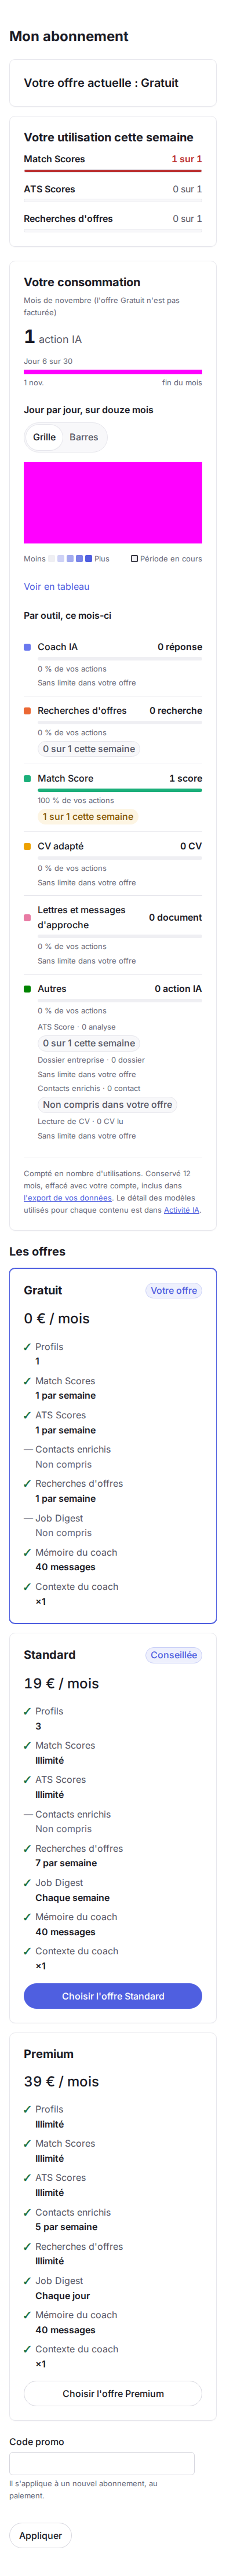 Mon abonnement
Votre offre actuelle : Gratuit
Votre utilisation cette semaine
Match Scores 1 sur 1
ATS Scores 0 sur 1
Recherches d'offres 0 sur 1
Votre consommation
Mois de novembre (l'offre Gratuit n'est pas
facturée)
1 action IA
Jour 6 sur 30
1 nov. fin du mois
Jour par jour, sur douze mois
Grille Barres
Moins Plus Période en cours
Voir en tableau
Par outil, ce mois-ci
Coach IA 0 réponse
0 % de vos actions
Sans limite dans votre offre
Recherches d'offres 0 recherche
0 % de vos actions
0 sur 1 cette semaine
Match Score 1 score
100 % de vos actions
1 sur 1 cette semaine
CV adapté 0 CV
0 % de vos actions
Sans limite dans votre offre
Lettres et messages
d'approche 0 document
0 % de vos actions
Sans limite dans votre offre
Autres 0 action IA
0 % de vos actions
ATS Score · 0 analyse
0 sur 1 cette semaine
Dossier entreprise · 0 dossier
Sans limite dans votre offre
Contacts enrichis · 0 contact
Non compris dans votre offre
Lecture de CV · 0 CV lu
Sans limite dans votre offre
Compté en nombre d'utilisations. Conservé 12
mois, effacé avec votre compte, inclus dans
l'export de vos données. Le détail des modèles
utilisés pour chaque contenu est dans Activité IA.
Les offres
Gratuit Votre offre
0 € / mois
✓ Profils
1
✓ Match Scores
1 par semaine
✓ ATS Scores
1 par semaine
— Contacts enrichis
Non compris
✓ Recherches d'offres
1 par semaine
— Job Digest
Non compris
✓ Mémoire du coach
40 messages
✓ Contexte du coach
×1
Standard Conseillée
19 € / mois
✓ Profils
3
✓ Match Scores
Illimité
✓ ATS Scores
Illimité
— Contacts enrichis
Non compris
✓ Recherches d'offres
7 par semaine
✓ Job Digest
Chaque semaine
✓ Mémoire du coach
40 messages
✓ Contexte du coach
×1
Choisir l'offre Standard
Premium
39 € / mois
✓ Profils
Illimité
✓ Match Scores
Illimité
✓ ATS Scores
Illimité
✓ Contacts enrichis
5 par semaine
✓ Recherches d'offres
Illimité
✓ Job Digest
Chaque jour
✓ Mémoire du coach
40 messages
✓ Contexte du coach
×1
Choisir l'offre Premium
Code promo
Il s'applique à un nouvel abonnement, au
paiement.
Appliquer